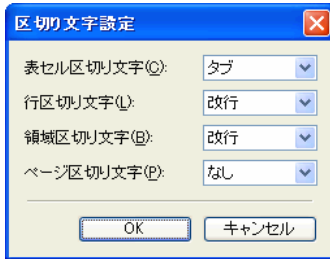 区切り文字設定
表セル区切り文字(C): タブ
行区切り文字(L): 改行
領域区切り文字(B): 改行
ページ区切り文字(P): なし
OK キャンセル